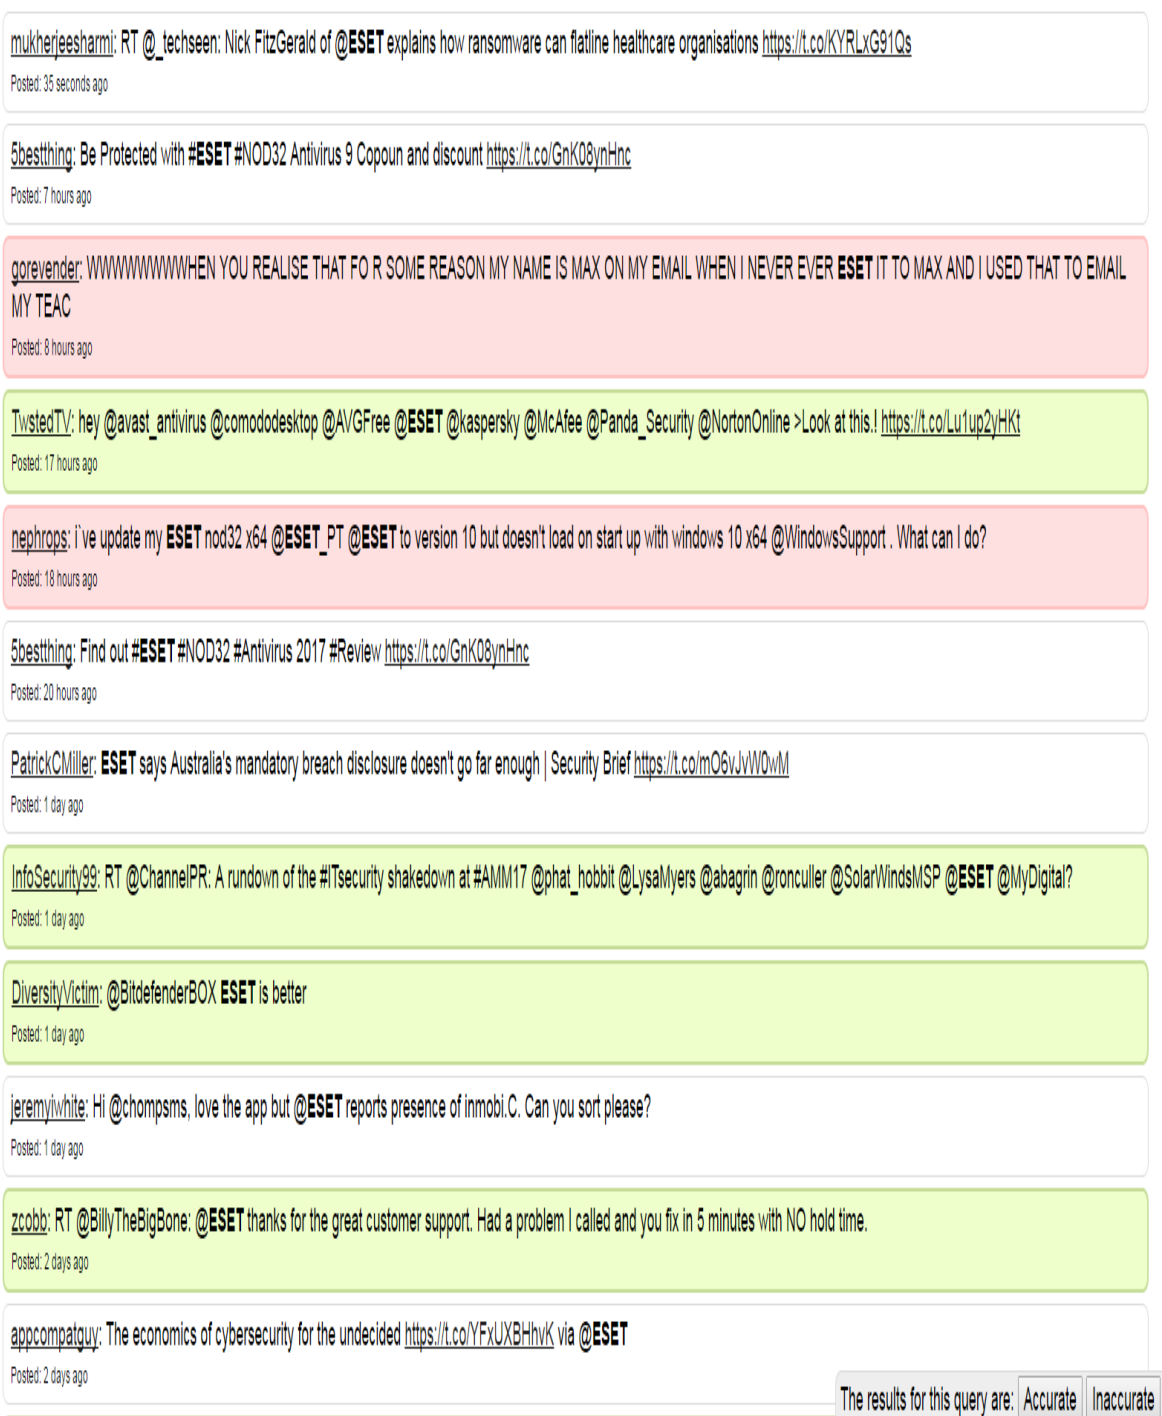 mukherjeesharmi: RT @_techseen: Nick FitzGerald of @ESET explains how ransomware can flatline healthcare organisations https://t.co/KYRLxG91Qs
Posted: 35 seconds ago
5bestthing: Be Protected with #ESET #NOD32 Antivirus 9 Copoun and discount https://t.co/GnK08ynHnc
Posted: 7 hours ago
gorevender: WWWWWWWWHEN YOU REALISE THAT FO R SOME REASON MY NAME IS MAX ON MY EMAIL WHEN I NEVER EVER ESET IT TO MAX AND I USED THAT TO EMAIL
MY TEAC
Posted: 8 hours ago
TwstedTV: hey @avast_antivirus @comododesktop @AVGFree @ESET @kaspersky @McAfee @Panda_Security @NortonOnline >Look at this.! https://t.co/Lu1up2yHKt
Posted: 17 hours ago
nephrops: i`ve update my ESET nod32 x64 @ESET_PT @ESET to version 10 but doesn't load on start up with windows 10 x64 @WindowsSupport . What can I do?
Posted: 18 hours ago
5bestthing: Find out #ESET #NOD32 #Antivirus 2017 #Review https://t.co/GnK08ynHnc
Posted: 20 hours ago
PatrickCMiller: ESET says Australia's mandatory breach disclosure doesn't go far enough | Security Brief https://t.co/mO6vJvW0wM
Posted: 1 day ago
InfoSecurity99: RT @ChannelPR: A rundown of the #ITsecurity shakedown at #AMM17 @phat_hobbit @LysaMyers @abagrin @ronculler @SolarWindsMSP @ESET @MyDigital?
Posted: 1 day ago
DiversityVictim: @BitdefenderBOX ESET is better
Posted: 1 day ago
jeremyiwhite: Hi @chompsms, love the app but @ESET reports presence of inmobi.C. Can you sort please?
Posted: 1 day ago
zcobb: RT @BillyTheBigBone: @ESET thanks for the great customer support. Had a problem I called and you fix in 5 minutes with NO hold time.
Posted: 2 days ago
appcompatguy: The economics of cybersecurity for the undecided https://t.co/YFxUXBHhvK via @ESET
Posted: 2 days ago
The results for this query are: Accurate Inaccurate